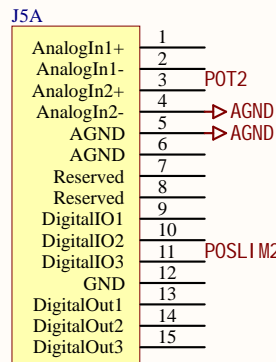 J5A
AnalogIn1+ 1
AnalogIn1- 2
AnalogIn2+ 3 POT2
AnalogIn2- 4 AGND
AGND 5 AGND
AGND 6
Reserved 7
Reserved 8
DigitalIO1 9
DigitalIO2 10
DigitalIO3 11 POSLIM2
GND 12
DigitalOut1 13
DigitalOut2 14
DigitalOut3 15